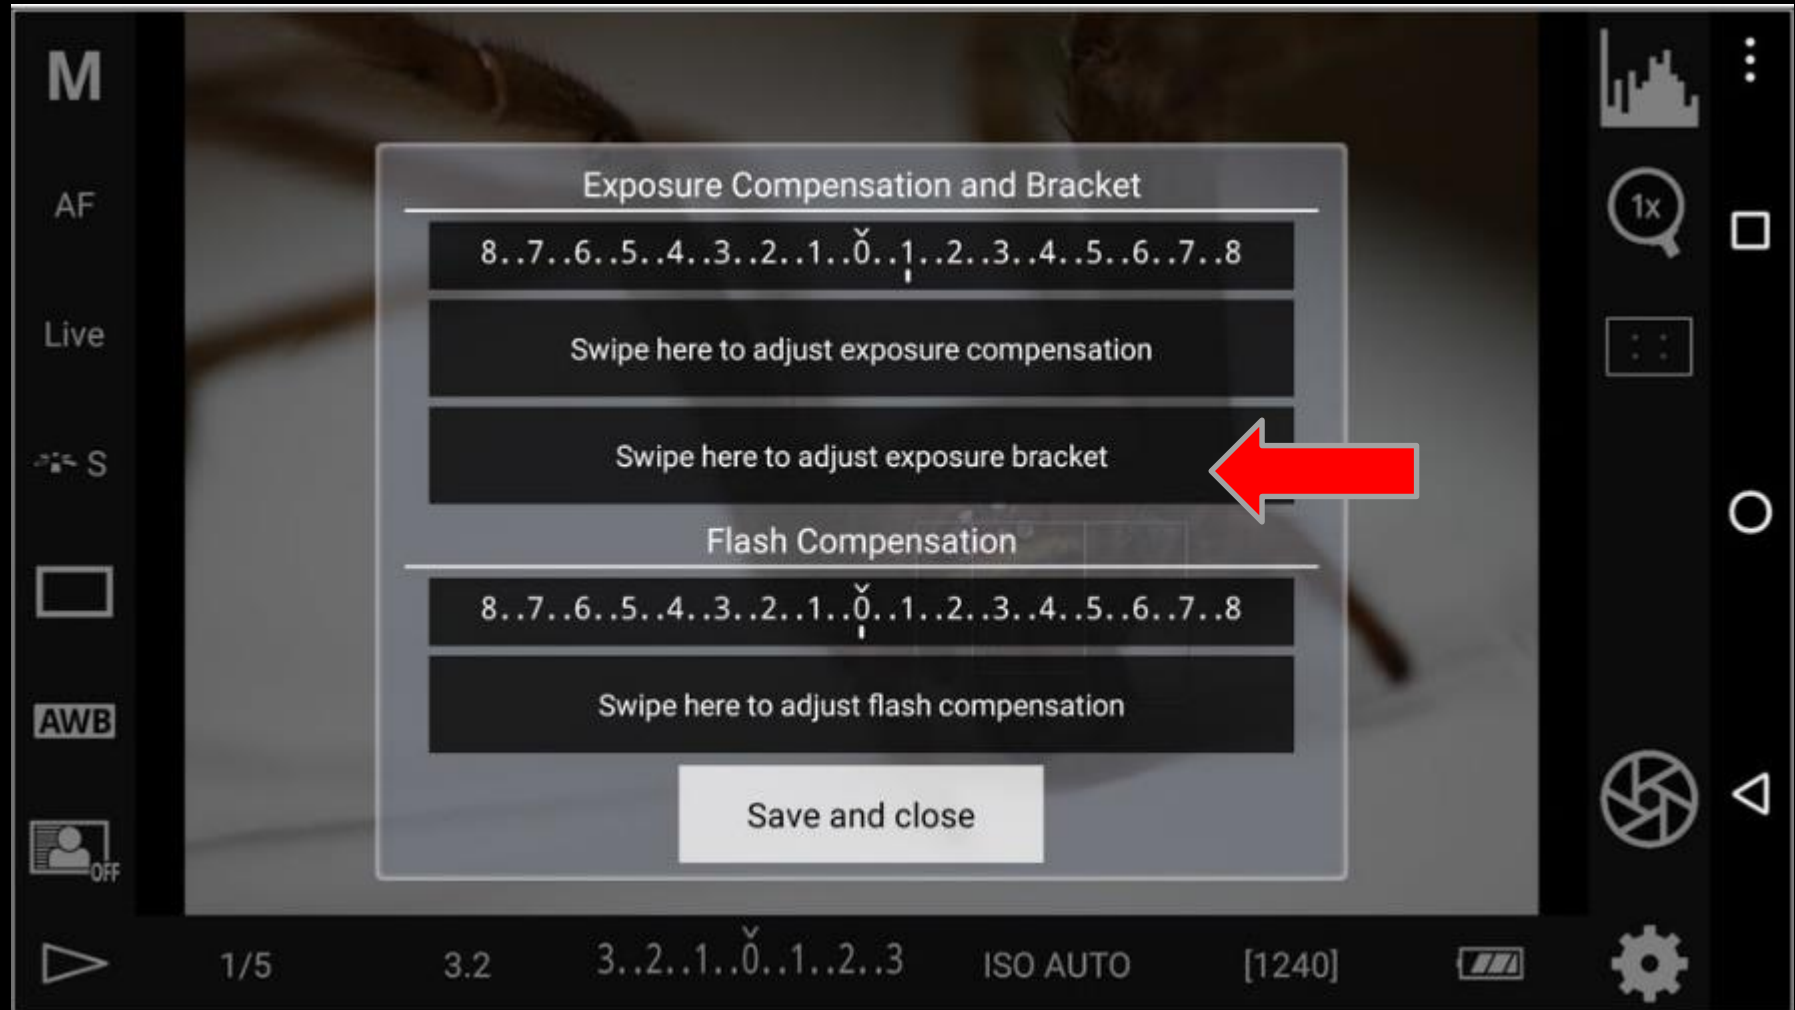 M
AF
Live
S
AWB
OFF
Exposure Compensation and Bracket
8..7..6..5..4..3..2..1..0..1..2..3..4..5..6..7..8
Swipe here to adjust exposure compensation
Swipe here to adjust exposure bracket
Flash Compensation
8..7..6..5..4..3..2..1..0..1..2..3..4..5..6..7..8
Swipe here to adjust flash compensation
Save and close
1x
1/5 3.2 3..2..1..0..1..2..3 ISO AUTO [1240]